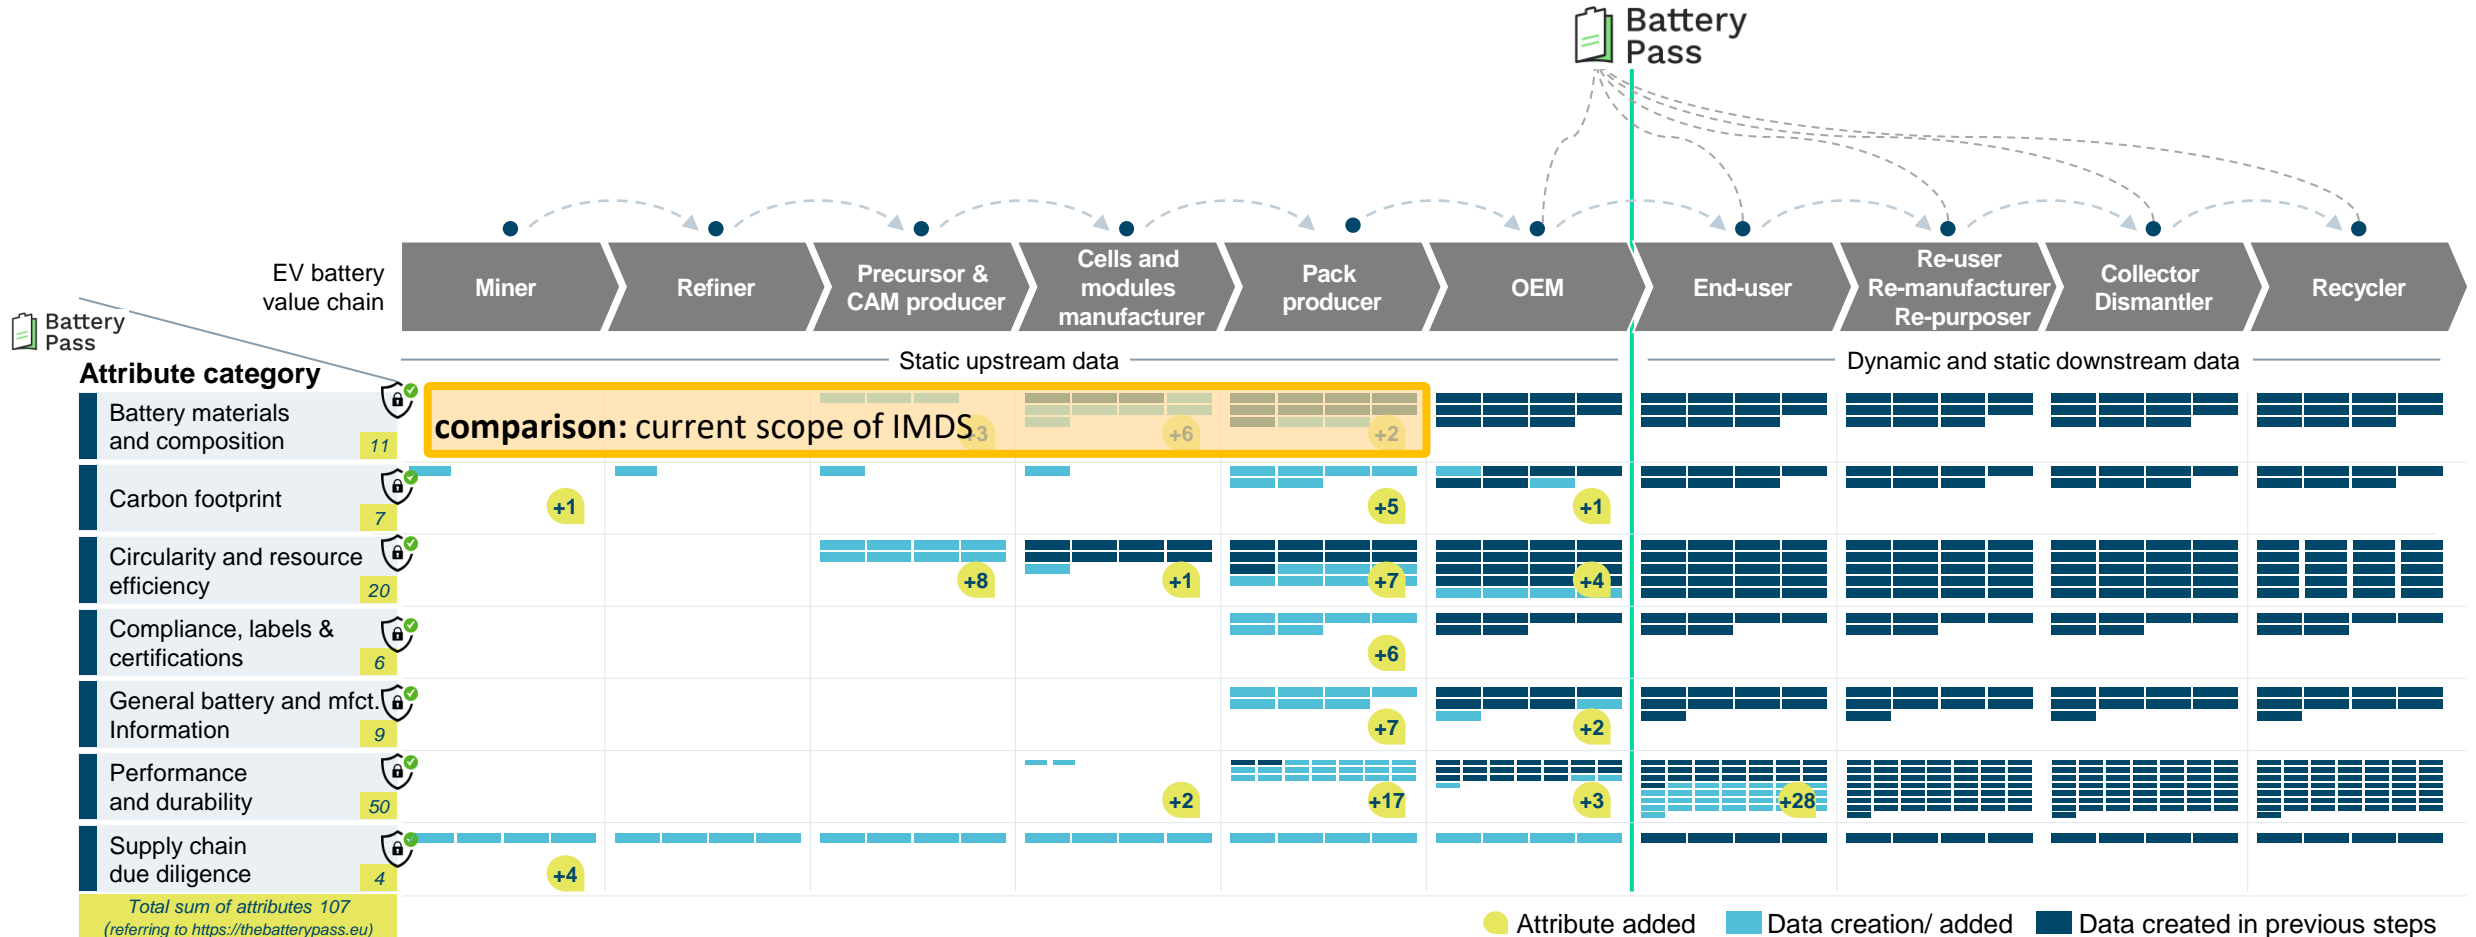 Battery
Pass
EV battery
value chain
Miner
Refiner
Precursor &
CAM producer
Cells and
modules
manufacturer
Pack
producer
OEM
End-user
Re-user
Re-manufacturer
Re-purposer
Collector
Dismantler
Recycler
Battery
Pass
Attribute category
Static upstream data
Dynamic and static downstream data
Battery materials
and composition
11
comparison: current scope of IMDS
+3
+6
+2
Carbon footprint
7
+1
+5
+1
Circularity and resource
efficiency
20
+8
+1
+7
+4
Compliance, labels &
certifications
6
+6
General battery and mfct.
Information
9
+7
+2
Performance
and durability
50
+2
+17
+3
+28
Supply chain
due diligence
4
+4
Total sum of attributes 107
(referring to https://thebatterypass.eu)
Attribute added
Data creation/ added
Data created in previous steps